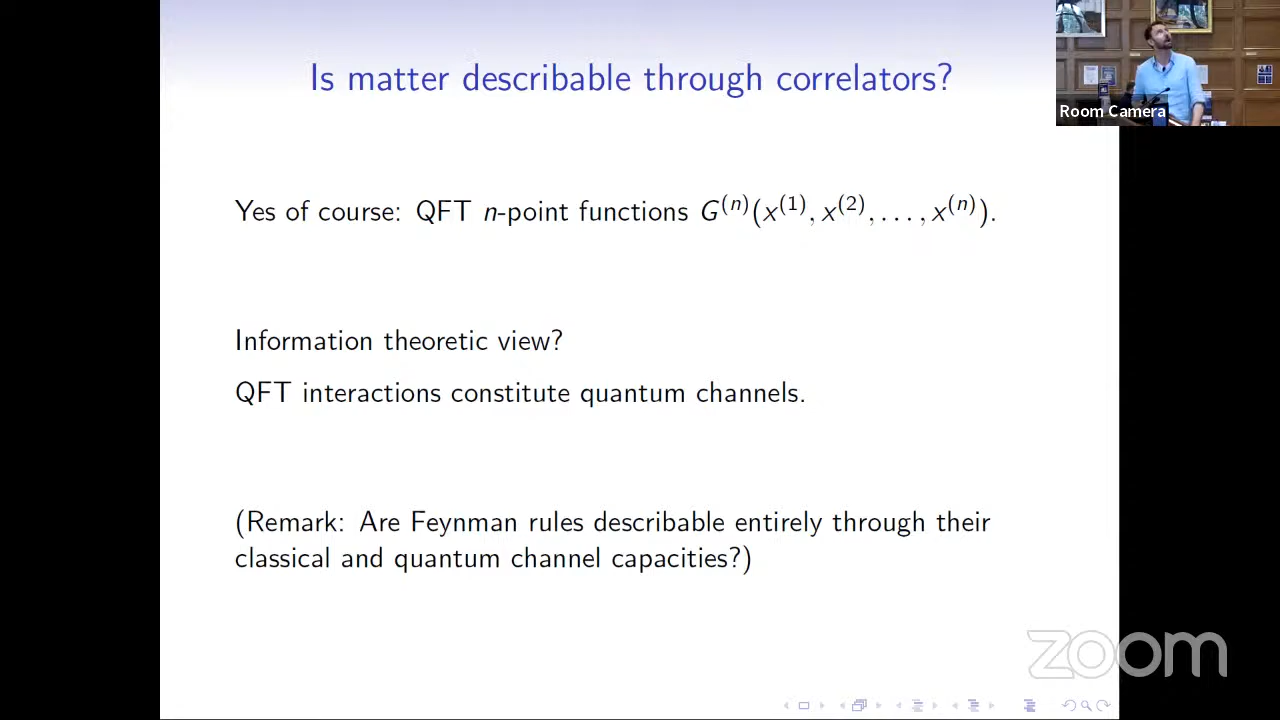 Is matter describable through correlators?
Room Camera
Yes of course: QFT n-point functions G^(n)(x^(1), x^(2), . . . , x^(n)).
Information theoretic view?
QFT interactions constitute quantum channels.
(Remark: Are Feynman rules describable entirely through their
classical and quantum channel capacities?)
zoom